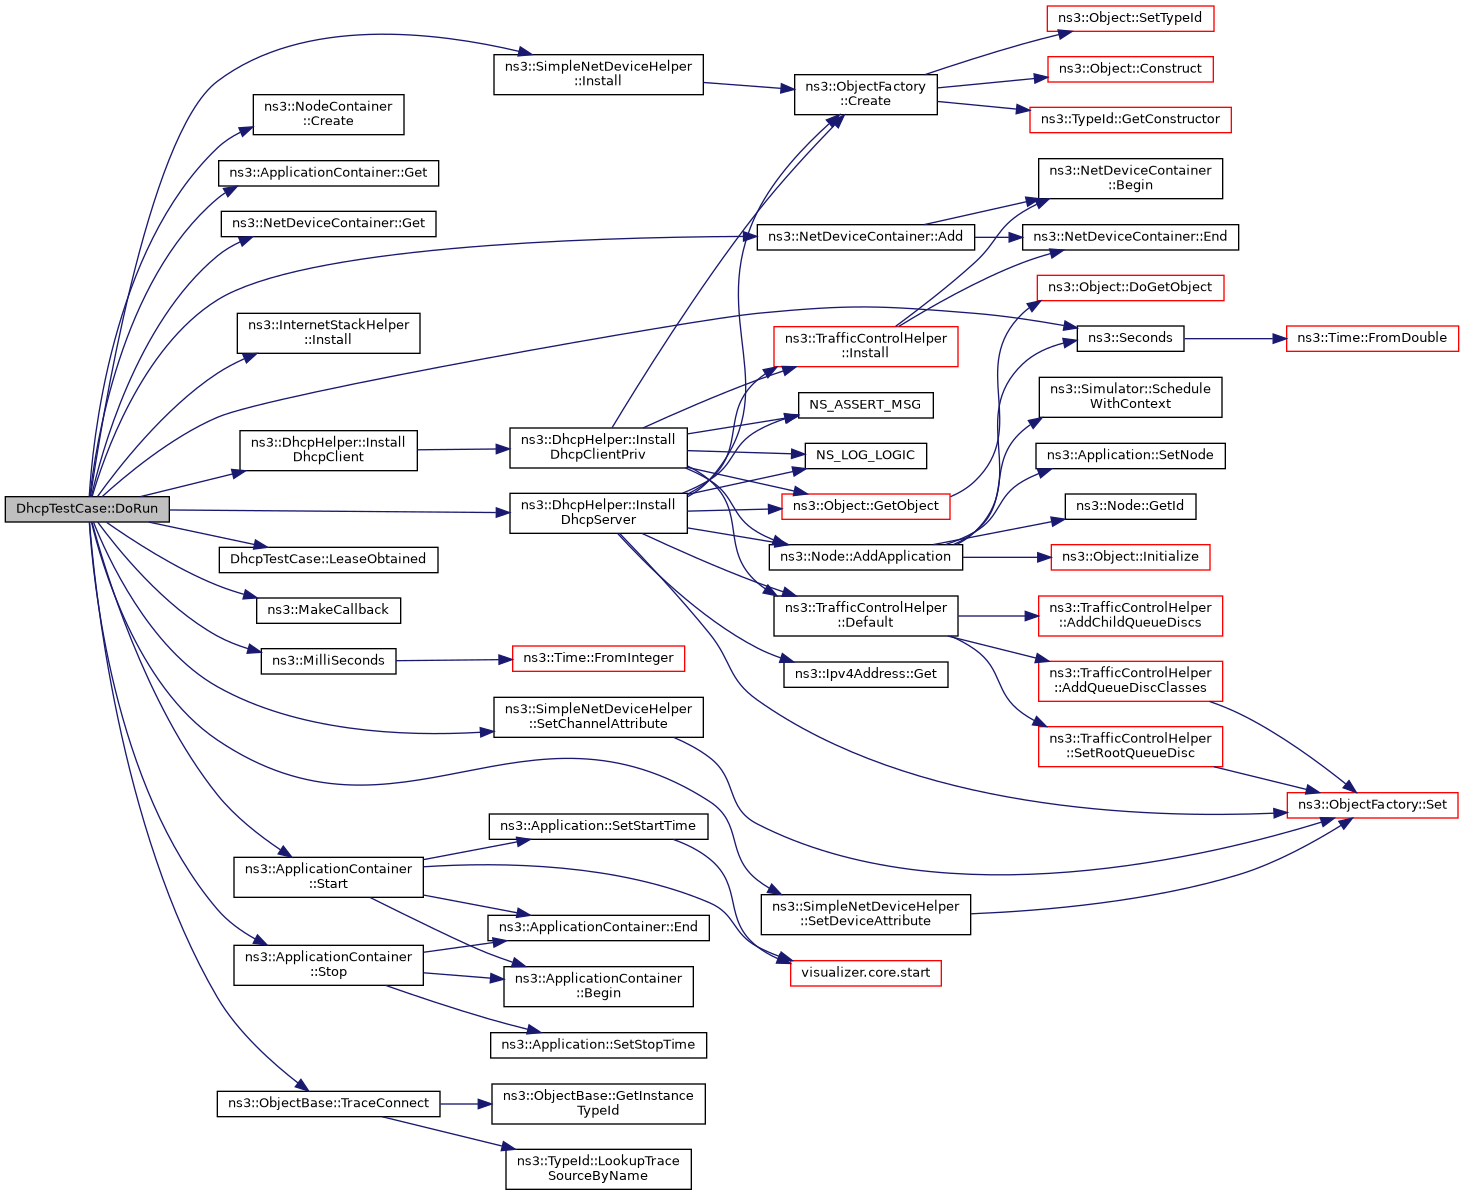 ns3::Object::SetTypeId
ns3::SimpleNetDeviceHelper
::Install
ns3::Object::Construct
ns3::ObjectFactory
::Create
ns3::NodeContainer
::Create
ns3::TypeId::GetConstructor
ns3::ApplicationContainer::Get
ns3::NetDeviceContainer
::Begin
ns3::NetDeviceContainer::Get
ns3::NetDeviceContainer::Add
ns3::NetDeviceContainer::End
ns3::Object::DoGetObject
ns3::InternetStackHelper
::Install
ns3::TrafficControlHelper
::Install
ns3::Seconds
ns3::Time::FromDouble
ns3::Simulator::Schedule
WithContext
NS_ASSERT_MSG
ns3::DhcpHelper::Install
DhcpClient
ns3::DhcpHelper::Install
DhcpClientPriv
NS_LOG_LOGIC
ns3::Application::SetNode
DhcpTestCase::DoRun
ns3::DhcpHelper::Install
DhcpServer
ns3::Object::GetObject
ns3::Node::GetId
DhcpTestCase::LeaseObtained
ns3::Node::AddApplication
ns3::Object::Initialize
ns3::MakeCallback
ns3::TrafficControlHelper
::Default
ns3::TrafficControlHelper
::AddChildQueueDiscs
ns3::MilliSeconds
ns3::Time::FromInteger
ns3::Ipv4Address::Get
ns3::TrafficControlHelper
::AddQueueDiscClasses
ns3::SimpleNetDeviceHelper
::SetChannelAttribute
ns3::TrafficControlHelper
::SetRootQueueDisc
ns3::ObjectFactory::Set
ns3::Application::SetStartTime
ns3::ApplicationContainer
::Start
ns3::SimpleNetDeviceHelper
::SetDeviceAttribute
ns3::ApplicationContainer::End
ns3::ApplicationContainer
::Stop
visualizer.core.start
ns3::ApplicationContainer
::Begin
ns3::Application::SetStopTime
ns3::ObjectBase::TraceConnect
ns3::ObjectBase::GetInstance
TypeId
ns3::TypeId::LookupTrace
SourceByName